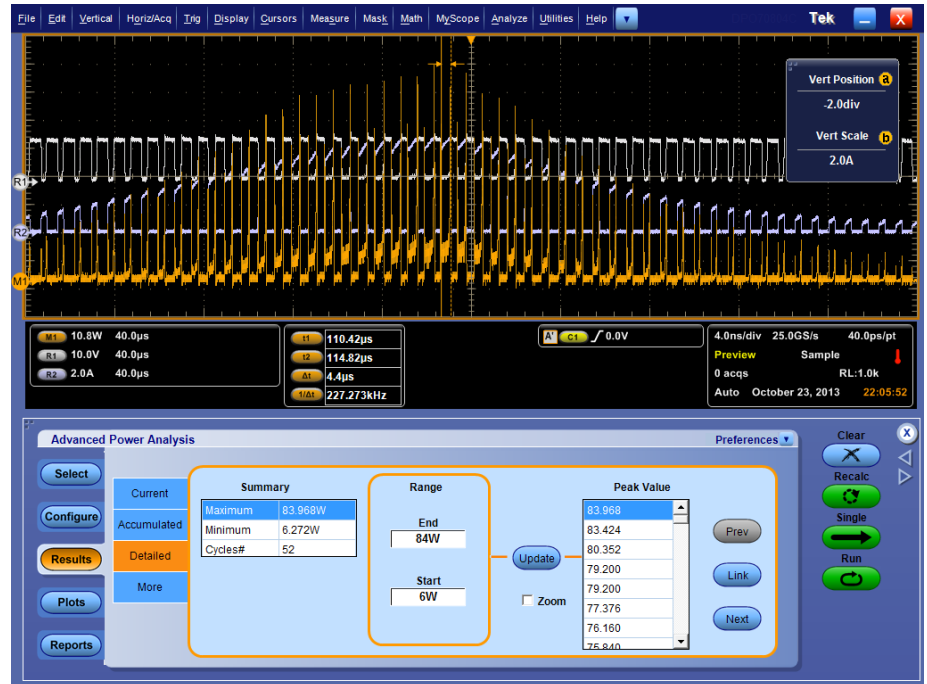 File Edit Vertical Horiz/Acq Trig Display Cursors Measure Mask Math MyScope Analyze Utilities Help Tek X
Vert Position a
-2.0div
Vert Scale b
2.0A
R1
R2
M1
M1 10.8W 40.0µs
R1 10.0V 40.0µs
R2 2.0A 40.0µs
t1 110.42µs
t2 114.82µs
Δt 4.4µs
1/Δt 227.273kHz
A' C1 0.0V
4.0ns/div 25.0GS/s 40.0ps/pt
Preview Sample
0 acqs RL:1.0k
Auto October 23, 2013 22:05:52
Advanced Power Analysis Preferences
Clear X
Select
Configure
Results
Plots
Reports
Current
Accumulated
Detailed
More
Summary
Maximum 83.968W
Minimum 6.272W
Cycles# 52
Range
End
84W
Start
6W
Update
Zoom
Peak Value
83.968
83.424
80.352
79.200
79.200
77.376
76.160
75.840
Prev
Link
Next
Recalc
Single
Run